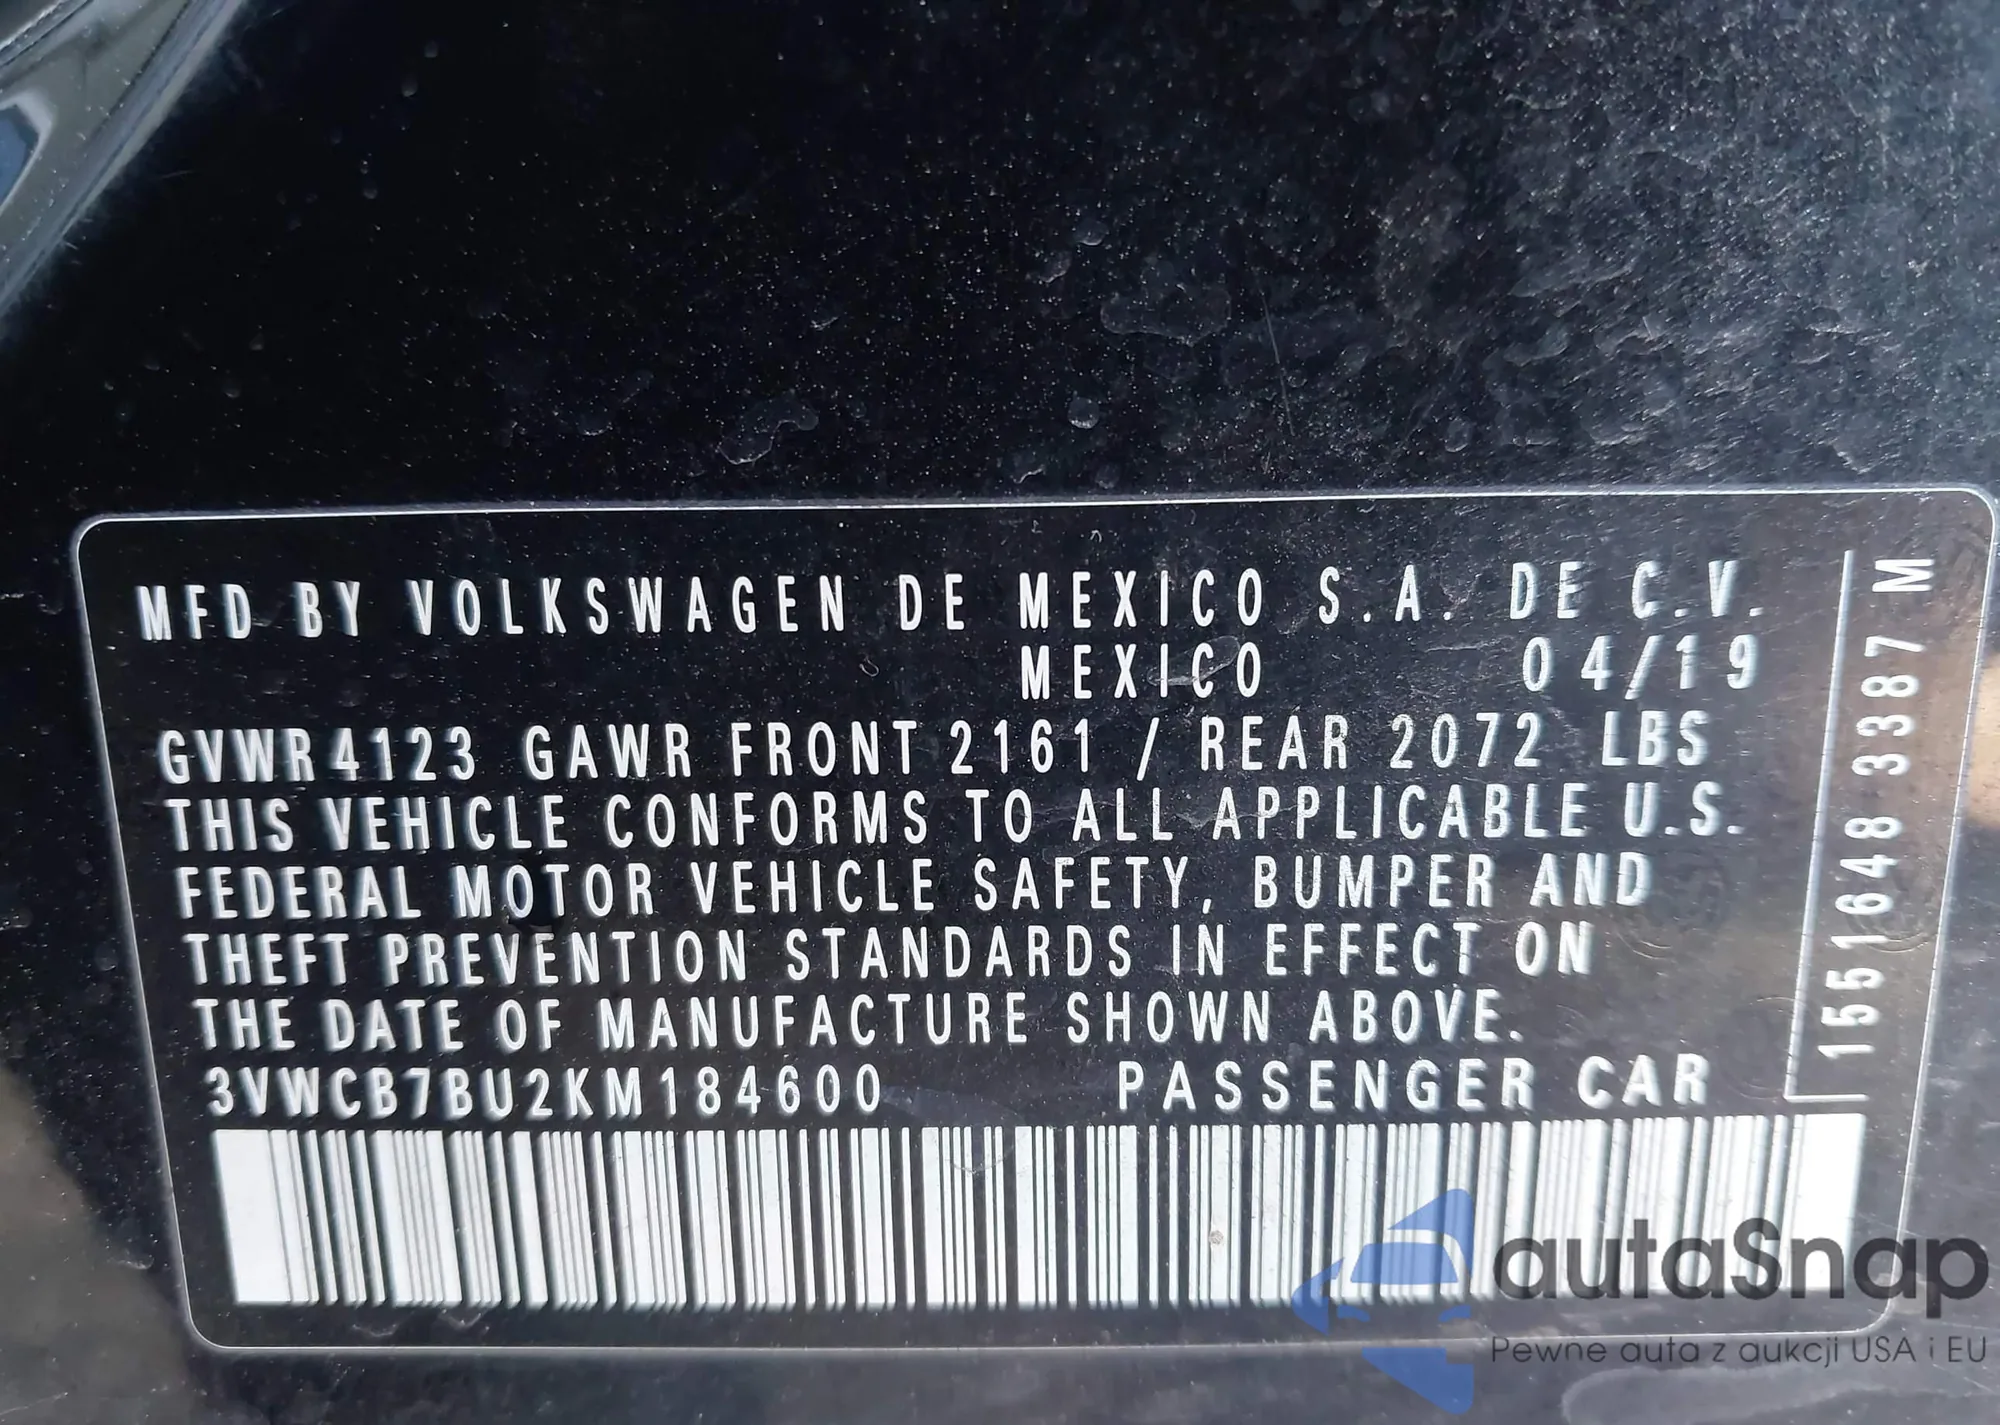 MFD BY VOLKSWAGEN DE MEXICO S.A. DE C.V.
MEXICO 04/19
GVWR 4123 GAWR FRONT 2161 / REAR 2072 LBS
THIS VEHICLE CONFORMS TO ALL APPLICABLE U.S.
FEDERAL MOTOR VEHICLE SAFETY, BUMPER AND
THEFT PREVENTION STANDARDS IN EFFECT ON
THE DATE OF MANUFACTURE SHOWN ABOVE.
3VWCB7BU2KM184600 PASSENGER CAR
1551648 3387 M
autaSnap
Pewne auta z aukcji USA i EU